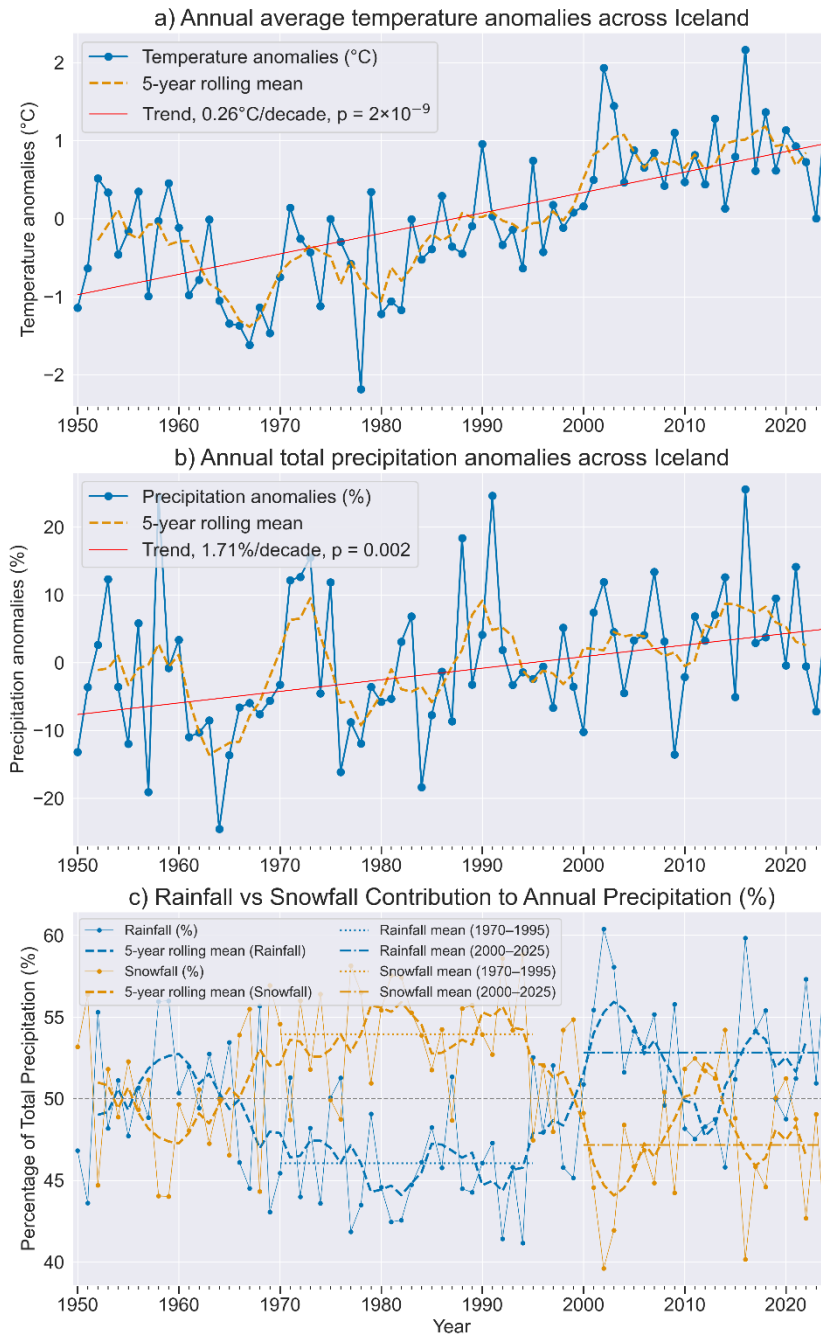 a) Annual average temperature anomalies across Iceland
Temperature anomalies (°C)
5-year rolling mean
Trend, 0.26°C/decade, p = 2×10⁻⁹
Temperature anomalies (°C)
2
1
0
−1
−2
1950 1960 1970 1980 1990 2000 2010 2020
b) Annual total precipitation anomalies across Iceland
Precipitation anomalies (%)
5-year rolling mean
Trend, 1.71%/decade, p = 0.002
Precipitation anomalies (%)
20
10
0
−10
−20
1950 1960 1970 1980 1990 2000 2010 2020
c) Rainfall vs Snowfall Contribution to Annual Precipitation (%)
Rainfall (%)
5-year rolling mean (Rainfall)
Snowfall (%)
5-year rolling mean (Snowfall)
Rainfall mean (1970–1995)
Rainfall mean (2000–2025)
Snowfall mean (1970–1995)
Snowfall mean (2000–2025)
Percentage of Total Precipitation (%)
60
55
50
45
40
1950 1960 1970 1980 1990 2000 2010 2020
Year